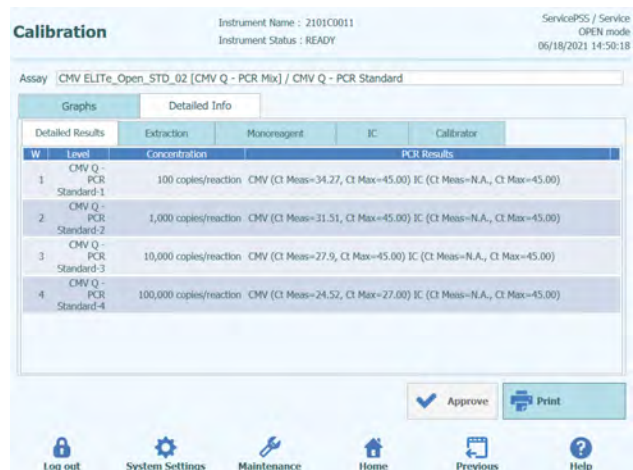 Calibration
Instrument Name : 2101C0011
Instrument Status : READY
ServicePSS / Service
OPEN mode
06/18/2021 14:50:18
Assay CMV ELITe_Open_STD_02 [CMV Q - PCR Mix] / CMV Q - PCR Standard
Graphs Detailed Info
Detailed Results Extraction Monoreagent IC Calibrator
W Level Concentration PCR Results
CMV Q -
1 PCR 100 copies/reaction CMV (Ct Meas=34.27, Ct Max=45.00) IC (Ct Meas=N.A., Ct Max=45.00)
Standard-1
CMV Q -
2 PCR 1,000 copies/reaction CMV (Ct Meas=31.51, Ct Max=45.00) IC (Ct Meas=N.A., Ct Max=45.00)
Standard-2
CMV Q -
3 PCR 10,000 copies/reaction CMV (Ct Meas=27.9, Ct Max=45.00) IC (Ct Meas=N.A., Ct Max=45.00)
Standard-3
CMV Q -
4 PCR 100,000 copies/reaction CMV (Ct Meas=24.52, Ct Max=27.00) IC (Ct Meas=N.A., Ct Max=45.00)
Standard-4
Approve Print
Log out System Settings Maintenance Home Previous Help